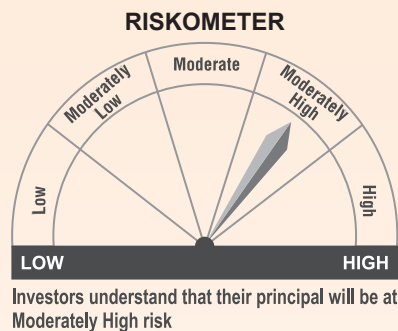 RISKOMETER
Moderate
Moderately
Low
Moderately
High
Low
High
LOW
HIGH
Investors understand that their principal will be at
Moderately High risk